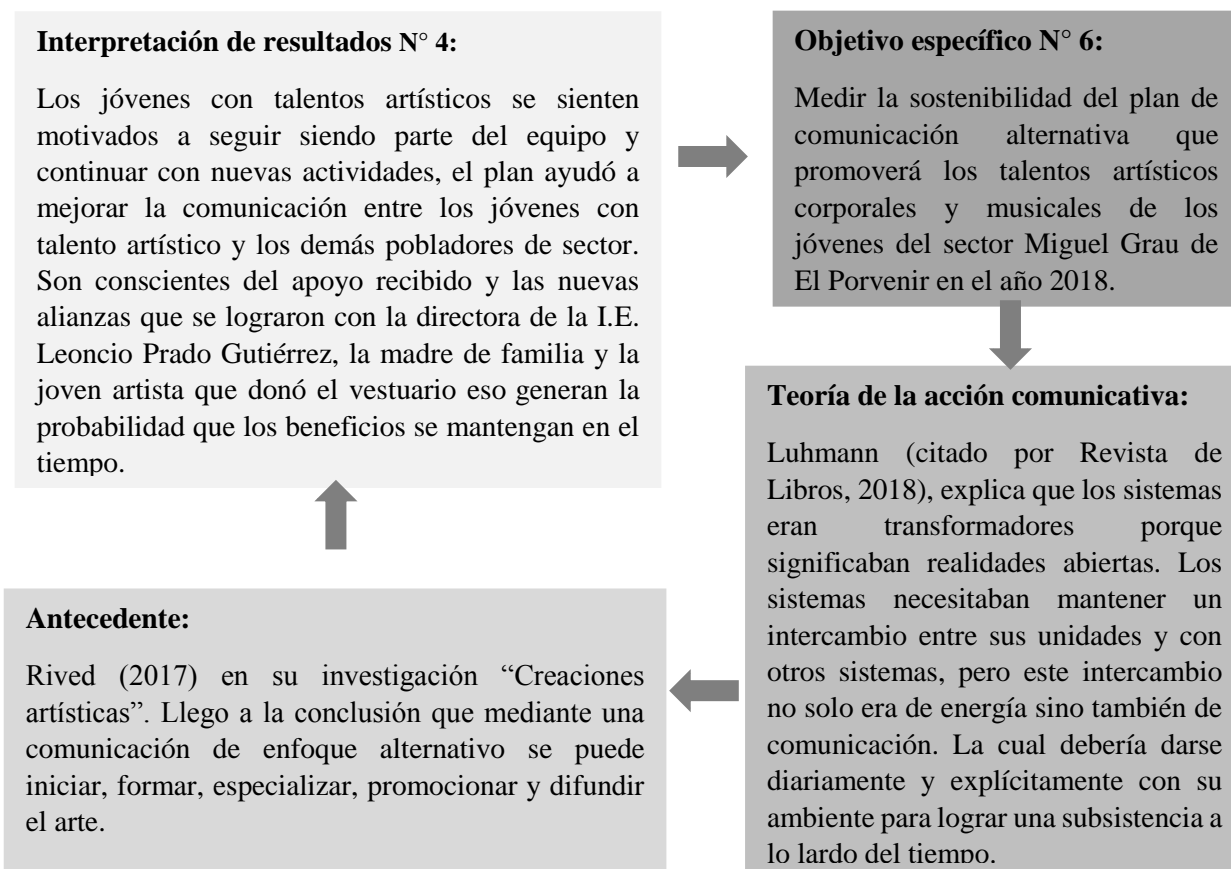 Interpretación de resultados N° 4:
Los jóvenes con talentos artísticos se sienten
motivados a seguir siendo parte del equipo y
continuar con nuevas actividades, el plan ayudó a
mejorar la comunicación entre los jóvenes con
talento artístico y los demás pobladores de sector.
Son conscientes del apoyo recibido y las nuevas
alianzas que se lograron con la directora de la I.E.
Leoncio Prado Gutiérrez, la madre de familia y la
joven artista que donó el vestuario eso generan la
probabilidad que los beneficios se mantengan en el
tiempo.
Objetivo específico N° 6:
Medir la sostenibilidad del plan de
comunicación alternativa que
promoverá los talentos artísticos
corporales y musicales de los
jóvenes del sector Miguel Grau de
El Porvenir en el año 2018.
Teoría de la acción comunicativa:
Luhmann (citado por Revista de
Libros, 2018), explica que los sistemas
eran transformadores porque
significaban realidades abiertas. Los
sistemas necesitaban mantener un
intercambio entre sus unidades y con
otros sistemas, pero este intercambio
no solo era de energía sino también de
comunicación. La cual debería darse
diariamente y explícitamente con su
ambiente para lograr una subsistencia a
lo lardo del tiempo.
Antecedente:
Rived (2017) en su investigación “Creaciones
artísticas”. Llego a la conclusión que mediante una
comunicación de enfoque alternativo se puede
iniciar, formar, especializar, promocionar y difundir
el arte.